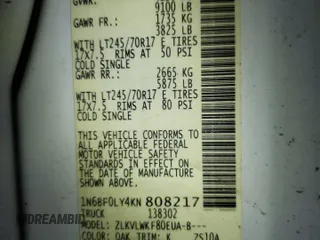 GVWR:
9100 LB
GAWR FR.: 1735 KG
3825 LB
WITH LT245/70R17 E TIRES
17X7.5 RIMS AT 50 PSI
COLD SINGLE
GAWR RR.: 2665 KG
5875 LB
WITH LT245/70R17 E TIRES
17X7.5 RIMS AT 80 PSI
COLD SINGLE
THIS VEHICLE CONFORMS TO
ALL APPLICABLE FEDERAL
MOTOR VEHICLE SAFETY
STANDARDS IN EFFECT ON
THE DATE OF MANUFACTURE
SHOWN ABOVE.
1N6BF0LY4KN 808217
TRUCK 138302
MODEL: ZLKVLWKF80EUA-B---
COLOR: OAK TRIM: K ZS10A
DREAMBID